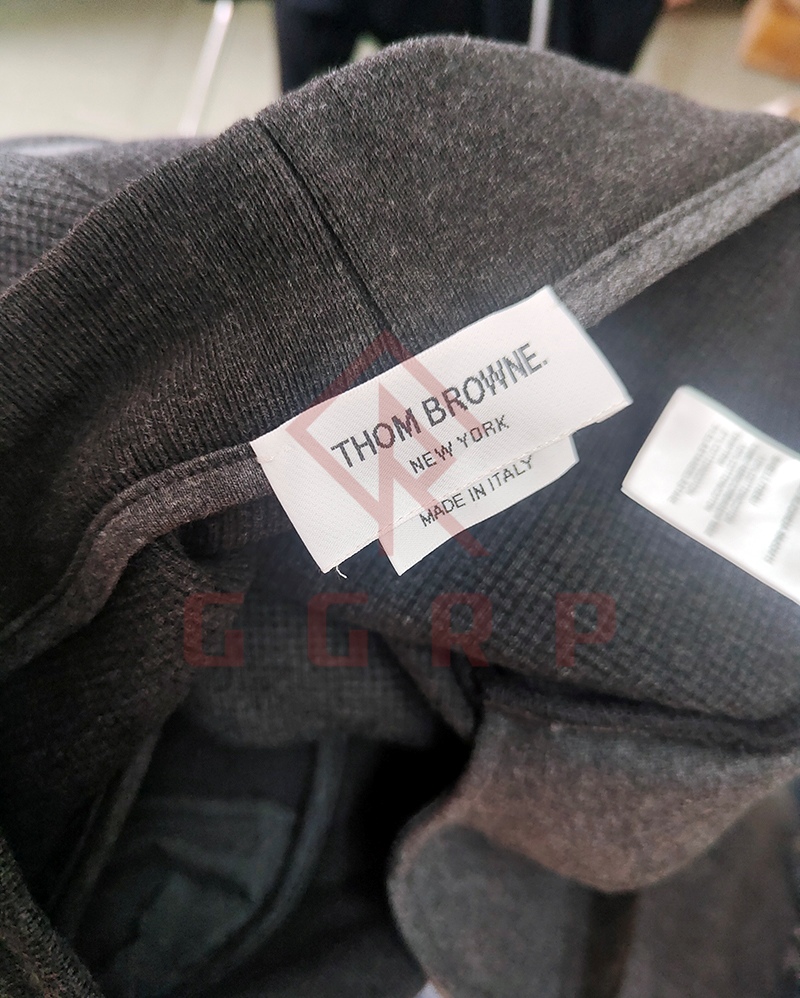 THOM BROWNE.
NEW YORK
MADE IN ITALY
GGRP